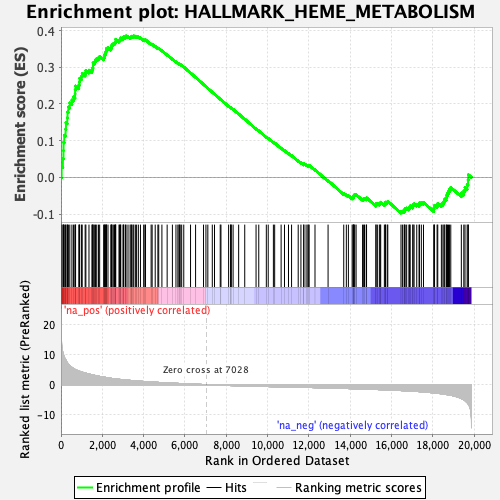 Enrichment plot: HALLMARK_HEME_METABOLISM
Enrichment score (ES)
0.4
0.3
0.2
0.1
0.0
-0.1
'na_pos' (positively correlated)
Ranked list metric (PreRanked)
20
10
0
-10
Zero cross at 7028
'na_neg' (negatively correlated)
0 2,000 4,000 6,000 8,000 10,000 12,000 14,000 16,000 18,000 20,000
Rank in Ordered Dataset
Enrichment profile Hits Ranking metric scores